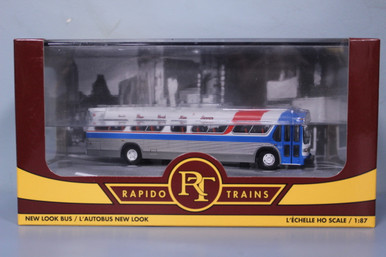 RAPIDO RT TRAINS
NEW LOOK BUS / L'AUTOBUS NEW LOOK
L'ÉCHELLE HO SCALE / 1:87